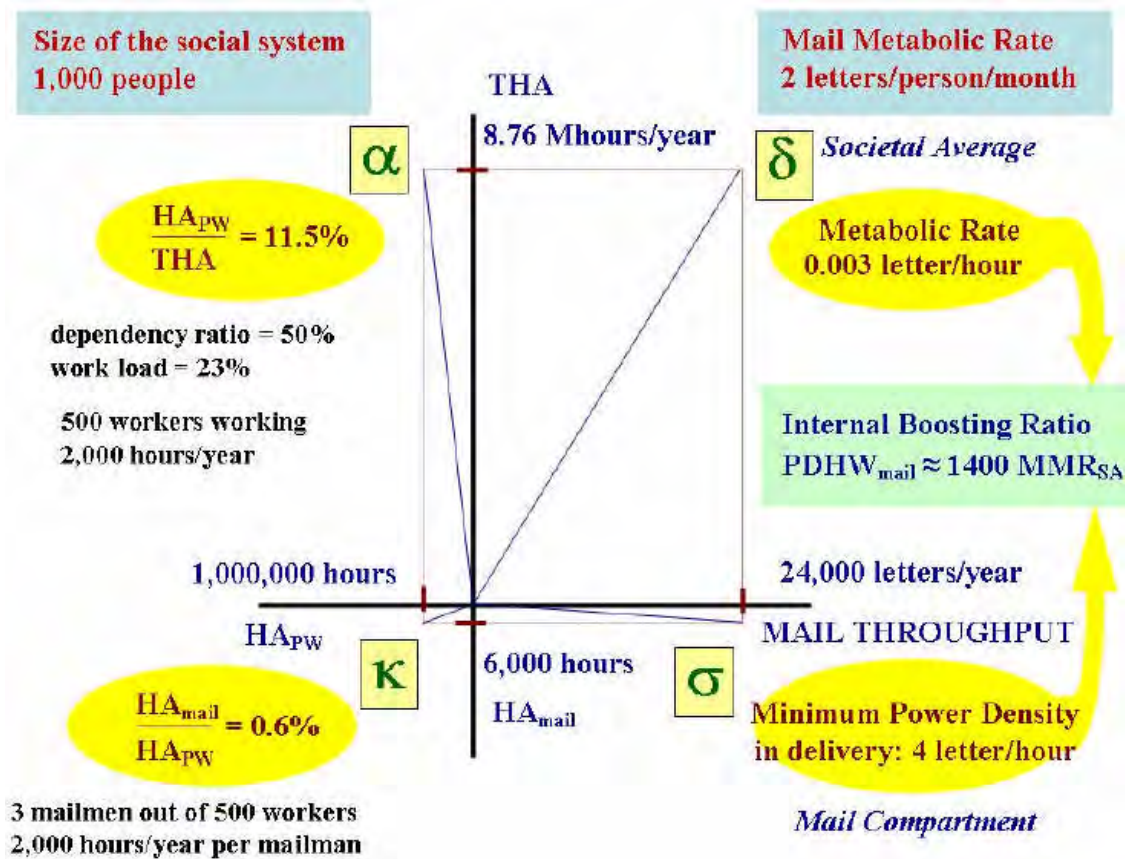 Size of the social system
1,000 people
Mail Metabolic Rate
2 letters/person/month
THA
8.76 Mhours/year
α
δ
Societal Average
HAPW
THA
= 11.5%
Metabolic Rate
0.003 letter/hour
dependency ratio = 50%
work load = 23%
500 workers working
2,000 hours/year
Internal Boosting Ratio
PDHWmail ≈ 1400 MMRSA
1,000,000 hours
24,000 letters/year
HAPW
MAIL THROUGHPUT
κ
6,000 hours
σ
HAmail
HAmail
HAPW
= 0.6%
Minimum Power Density
in delivery: 4 letter/hour
3 mailmen out of 500 workers
2,000 hours/year per mailman
Mail Compartment